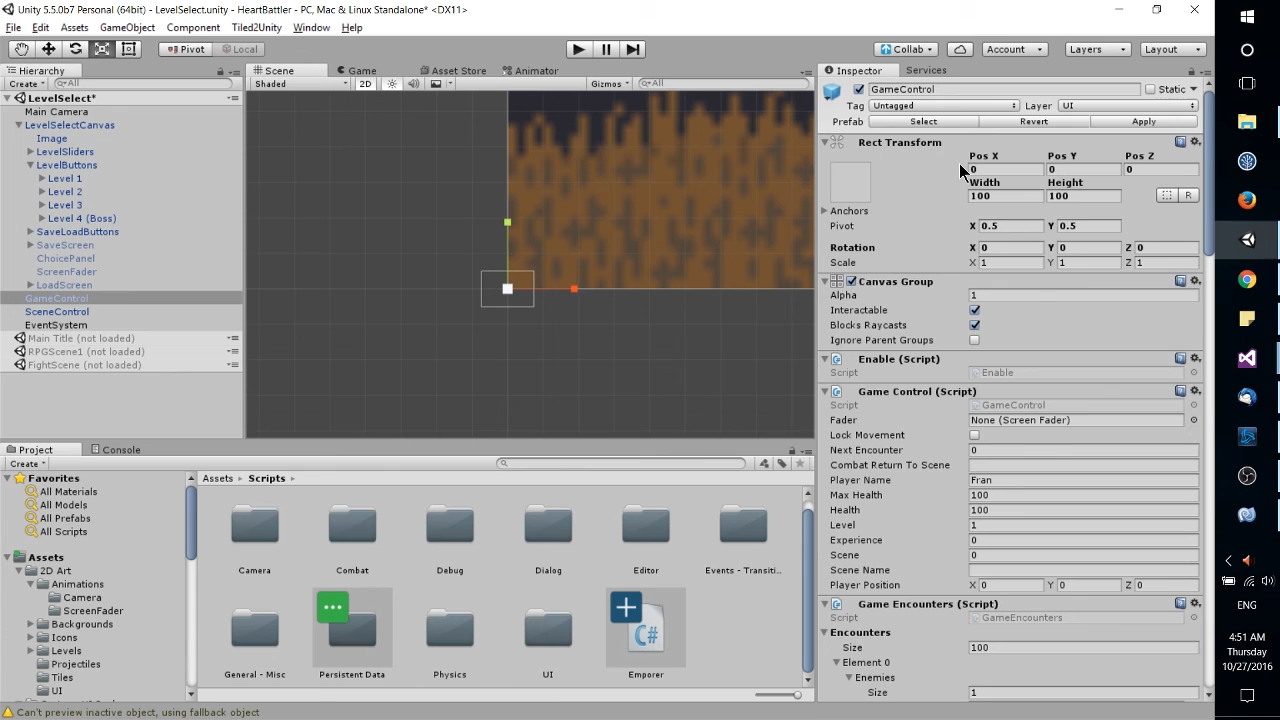 Unity 5.5.0b7 Personal (64bit) - LevelSelect.unity - HeartBattler - PC, Mac & Linux Standalone* <DX11>
File Edit Assets GameObject Component Tiled2Unity Window Help
Pivot Local Collab Account Layers Layout
Hierarchy
Create All
LevelSelect*
Main Camera
LevelSelectCanvas
Image
LevelSliders
LevelButtons
Level 1
Level 2
Level 3
Level 4 (Boss)
SaveLoadButtons
SaveScreen
ChoicePanel
ScreenFader
LoadScreen
GameControl
SceneControl
EventSystem
Main Title (not loaded)
RPGScene1 (not loaded)
FightScene (not loaded)
Scene Game Asset Store Animator
Shaded 2D Gizmos All
Inspector Services
GameControl Static
Tag Untagged Layer UI
Prefab Select Revert Apply
Rect Transform
Pos X Pos Y Pos Z
0 0 0
Width Height
100 100 R
Anchors
Pivot X 0.5 Y 0.5
Rotation X 0 Y 0 Z 0
Scale X 1 Y 1 Z 1
Canvas Group
Alpha 1
Interactable
Blocks Raycasts
Ignore Parent Groups
Enable (Script)
Script Enable
Game Control (Script)
Script GameControl
Fader None (Screen Fader)
Lock Movement
Next Encounter 0
Combat Return To Scene
Player Name Fran
Max Health 100
Health 100
Level 1
Experience 0
Scene 0
Scene Name
Player Position X 0 Y 0 Z 0
Game Encounters (Script)
Script GameEncounters
Encounters
Size 100
Element 0
Enemies
Size 1
Project Console
Create
Favorites
All Materials
All Models
All Prefabs
All Scripts
Assets
2D Art
Animations
Camera
ScreenFader
Backgrounds
Icons
Levels
Projectiles
Tiles
UI
Assets Scripts
Camera Combat Debug Dialog Editor Events - Transiti...
C#
General - Misc Persistent Data Physics UI Emporer
Can't preview inactive object, using fallback object
ENG
4:51 AM
Thursday
10/27/2016